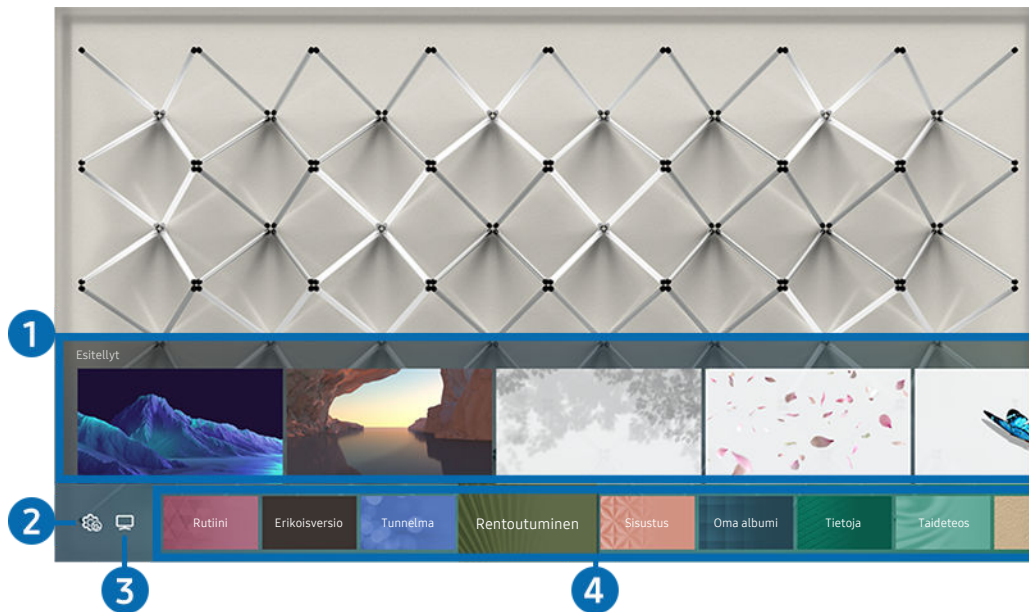 1
Esitellyt
2
Rutiini
Erikoisversio
Tunnelma
Rentoutuminen
Sisustus
Oma albumi
Tietoja
Taideteos
3
4